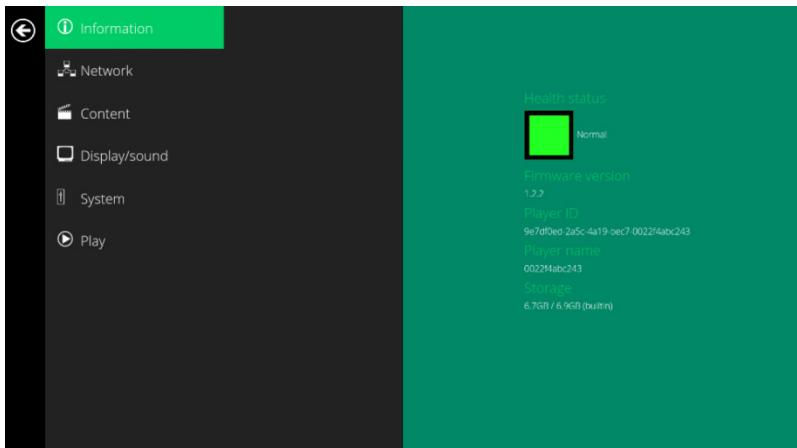 Information
Network
Content
Display/sound
System
Play
Health status
Normal
Firmware version
1.2.2
Player ID
9e7df0ed-2a5c-4a19-bec7-0022f4abc243
Player name
0022f4abc243
Storage
6.7GB / 6.9GB (builtin)